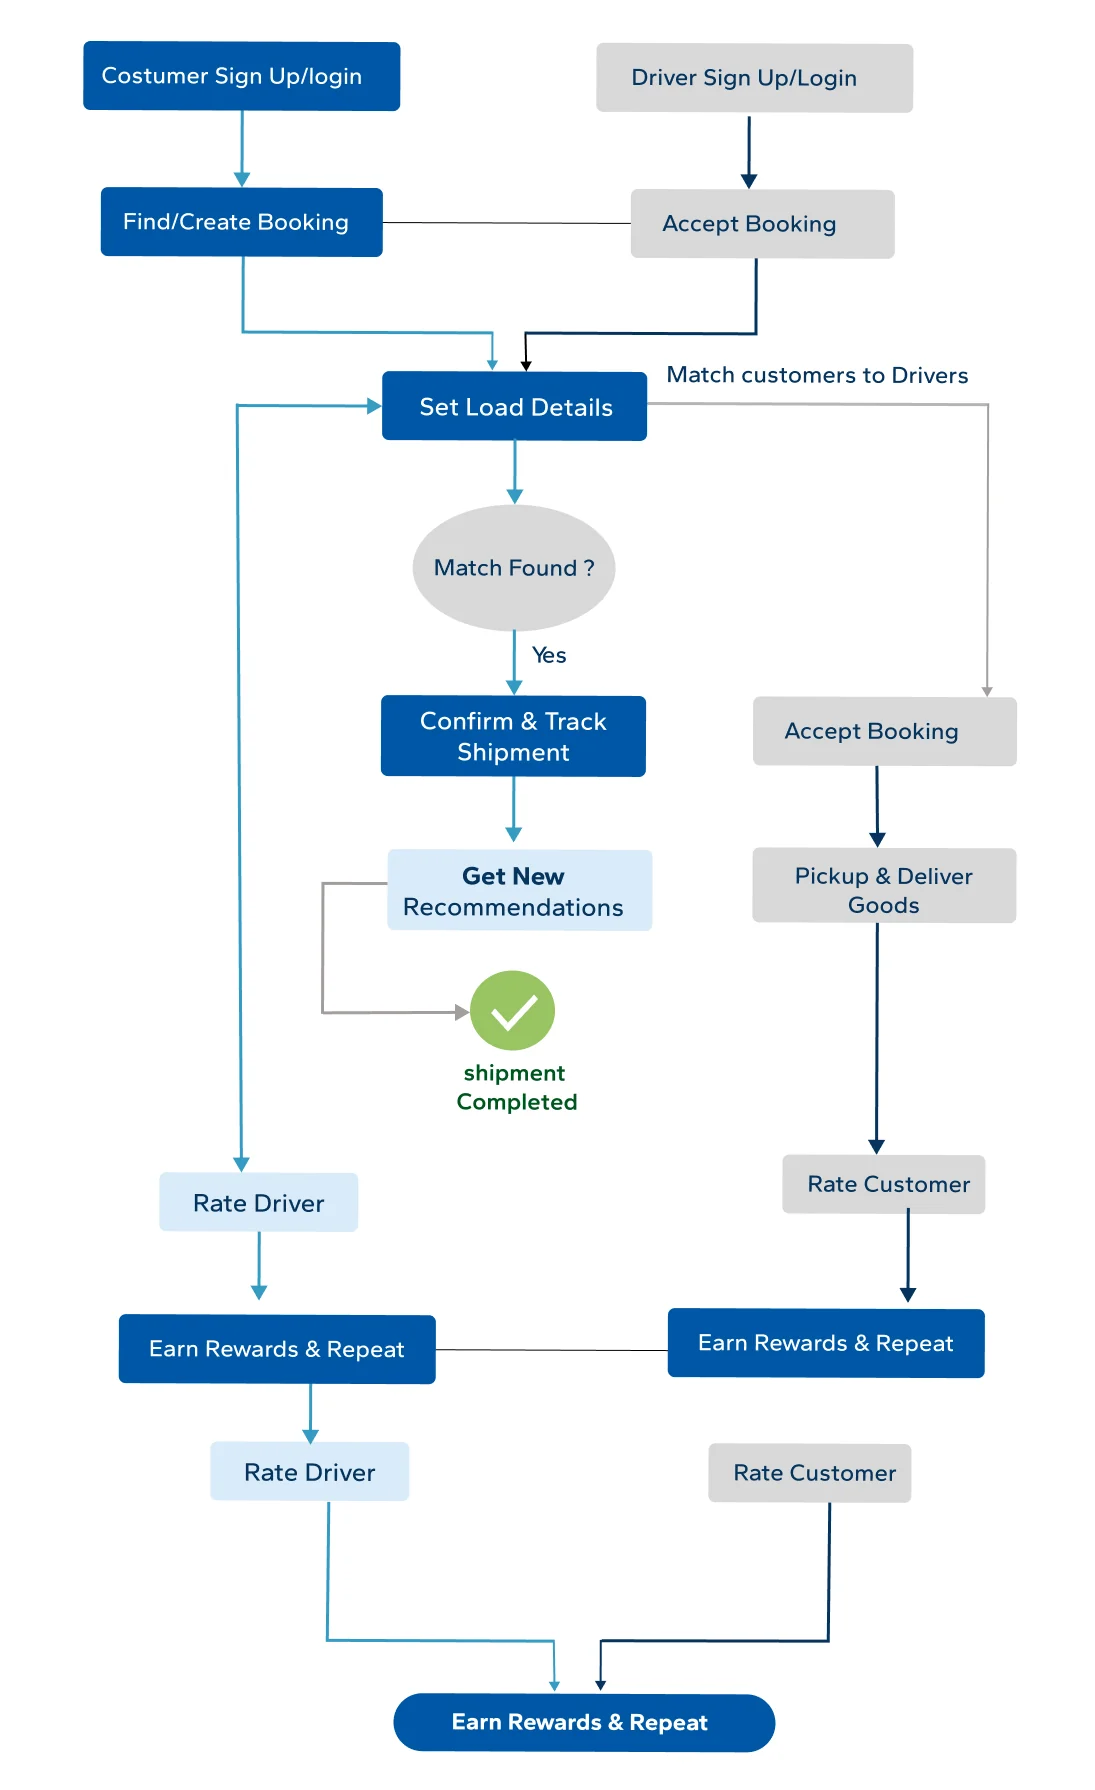 Costumer Sign Up/login
Driver Sign Up/Login
Find/Create Booking
Accept Booking
Match customers to Drivers
Set Load Details
Match Found ?
Yes
Confirm & Track
Shipment
Accept Booking
Get New
Recommendations
Pickup & Deliver
Goods
shipment
Completed
Rate Driver
Rate Customer
Earn Rewards & Repeat
Earn Rewards & Repeat
Rate Driver
Rate Customer
Earn Rewards & Repeat